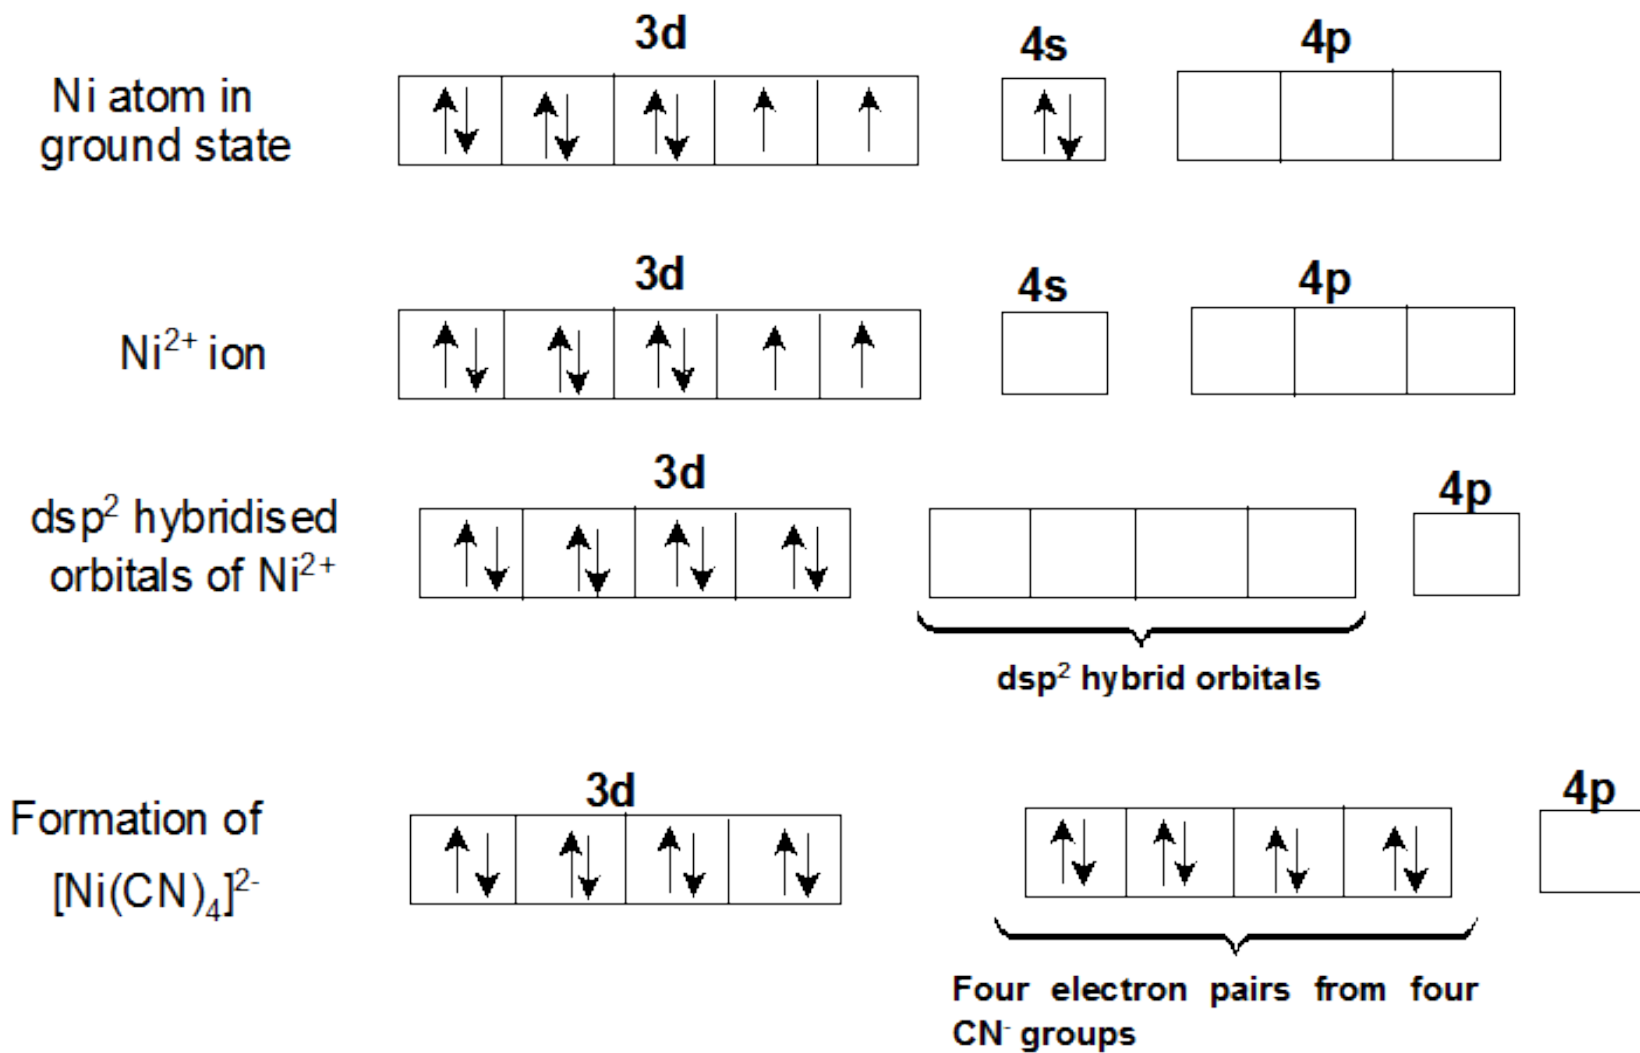 3d 4s 4p
Ni atom in
ground state
3d 4s 4p
Ni²⁺ ion
3d 4p
dsp² hybridised
orbitals of Ni²⁺
dsp² hybrid orbitals
3d 4p
Formation of
[Ni(CN)₄]²⁻
Four electron pairs from four
CN⁻ groups